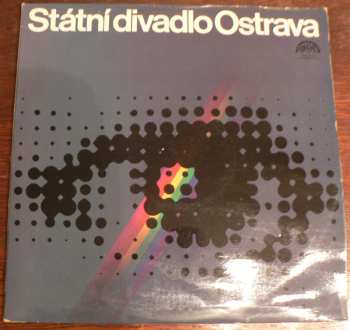 Státní divadlo Ostrava